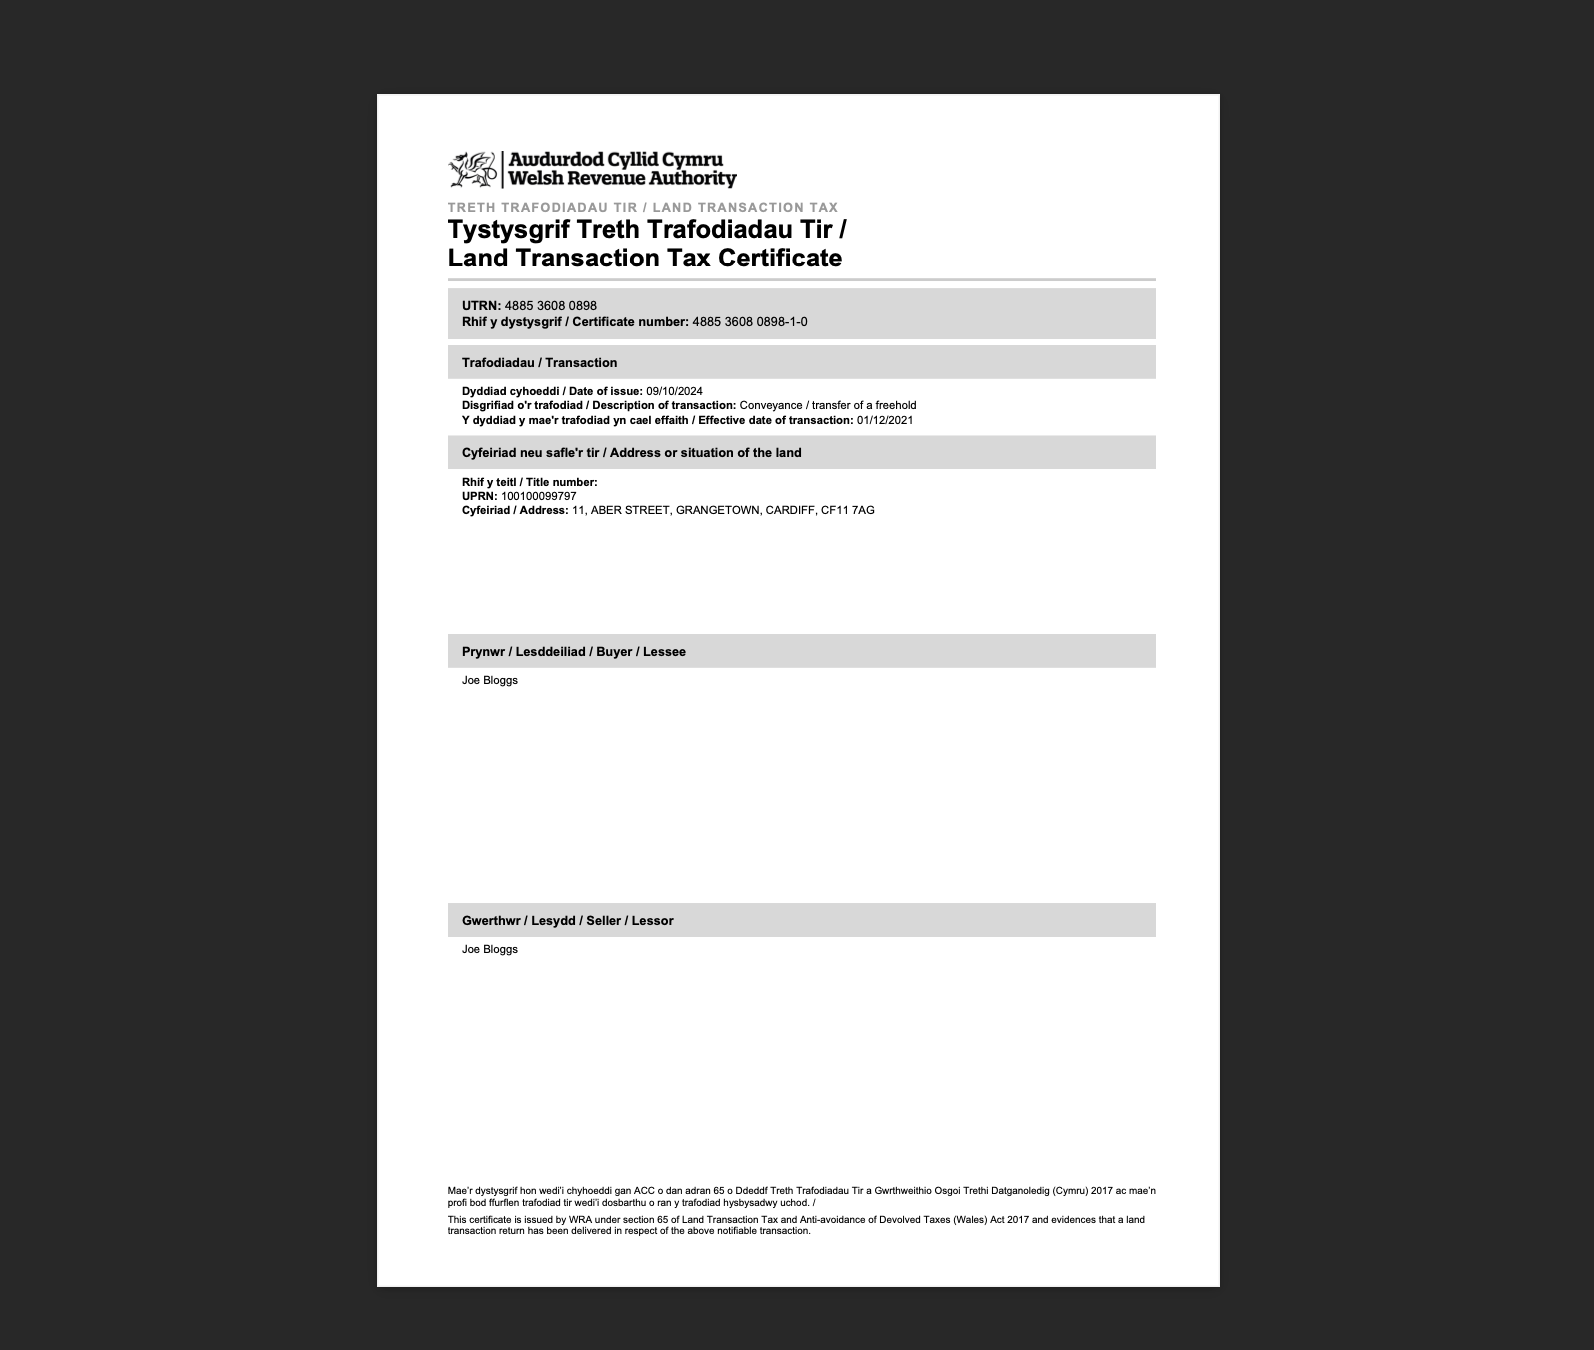 Awdurdod Cyllid Cymru
Welsh Revenue Authority
TRETH TRAFODIADAU TIR / LAND TRANSACTION TAX
Tystysgrif Treth Trafodiadau Tir /
Land Transaction Tax Certificate
UTRN: 4885 3608 0898
Rhif y dystysgrif / Certificate number: 4885 3608 0898-1-0
Trafodiadau / Transaction
Dyddiad cyhoeddi / Date of issue: 09/10/2024
Disgrifiad o'r trafodiad / Description of transaction: Conveyance / transfer of a freehold
Y dyddiad y mae'r trafodiad yn cael effaith / Effective date of transaction: 01/12/2021
Cyfeiriad neu safle'r tir / Address or situation of the land
Rhif y teitl / Title number:
UPRN: 100100099797
Cyfeiriad / Address: 11, ABER STREET, GRANGETOWN, CARDIFF, CF11 7AG
Prynwr / Lesddeiliad / Buyer / Lessee
Joe Bloggs
Gwerthwr / Lesydd / Seller / Lessor
Joe Bloggs
Mae'r dystysgrif hon wedi'i chyhoeddi gan ACC o dan adran 65 o Ddeddf Treth Trafodiadau Tir a Gwrthweithio Osgoi Trethi Datganoledig (Cymru) 2017 ac mae'n
profi bod ffurflen trafodiad tir wedi'i dosbarthu o ran y trafodiad hysbysadwy uchod. /
This certificate is issued by WRA under section 65 of Land Transaction Tax and Anti-avoidance of Devolved Taxes (Wales) Act 2017 and evidences that a land
transaction return has been delivered in respect of the above notifiable transaction.